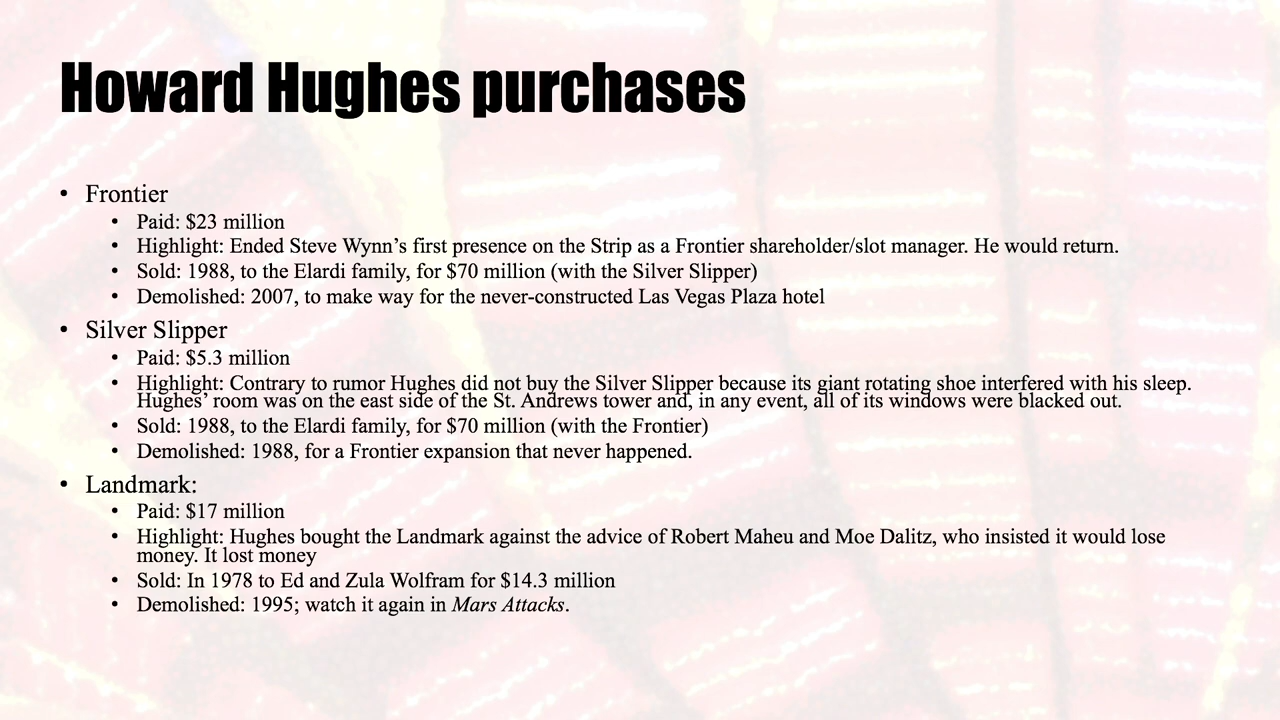 Howard Hughes purchases
• Frontier
• Paid: $23 million
• Highlight: Ended Steve Wynn’s first presence on the Strip as a Frontier shareholder/slot manager. He would return.
• Sold: 1988, to the Elardi family, for $70 million (with the Silver Slipper)
• Demolished: 2007, to make way for the never-constructed Las Vegas Plaza hotel
• Silver Slipper
• Paid: $5.3 million
• Highlight: Contrary to rumor Hughes did not buy the Silver Slipper because its giant rotating shoe interfered with his sleep.
Hughes’ room was on the east side of the St. Andrews tower and, in any event, all of its windows were blacked out.
• Sold: 1988, to the Elardi family, for $70 million (with the Frontier)
• Demolished: 1988, for a Frontier expansion that never happened.
• Landmark:
• Paid: $17 million
• Highlight: Hughes bought the Landmark against the advice of Robert Maheu and Moe Dalitz, who insisted it would lose
money. It lost money
• Sold: In 1978 to Ed and Zula Wolfram for $14.3 million
• Demolished: 1995; watch it again in Mars Attacks.